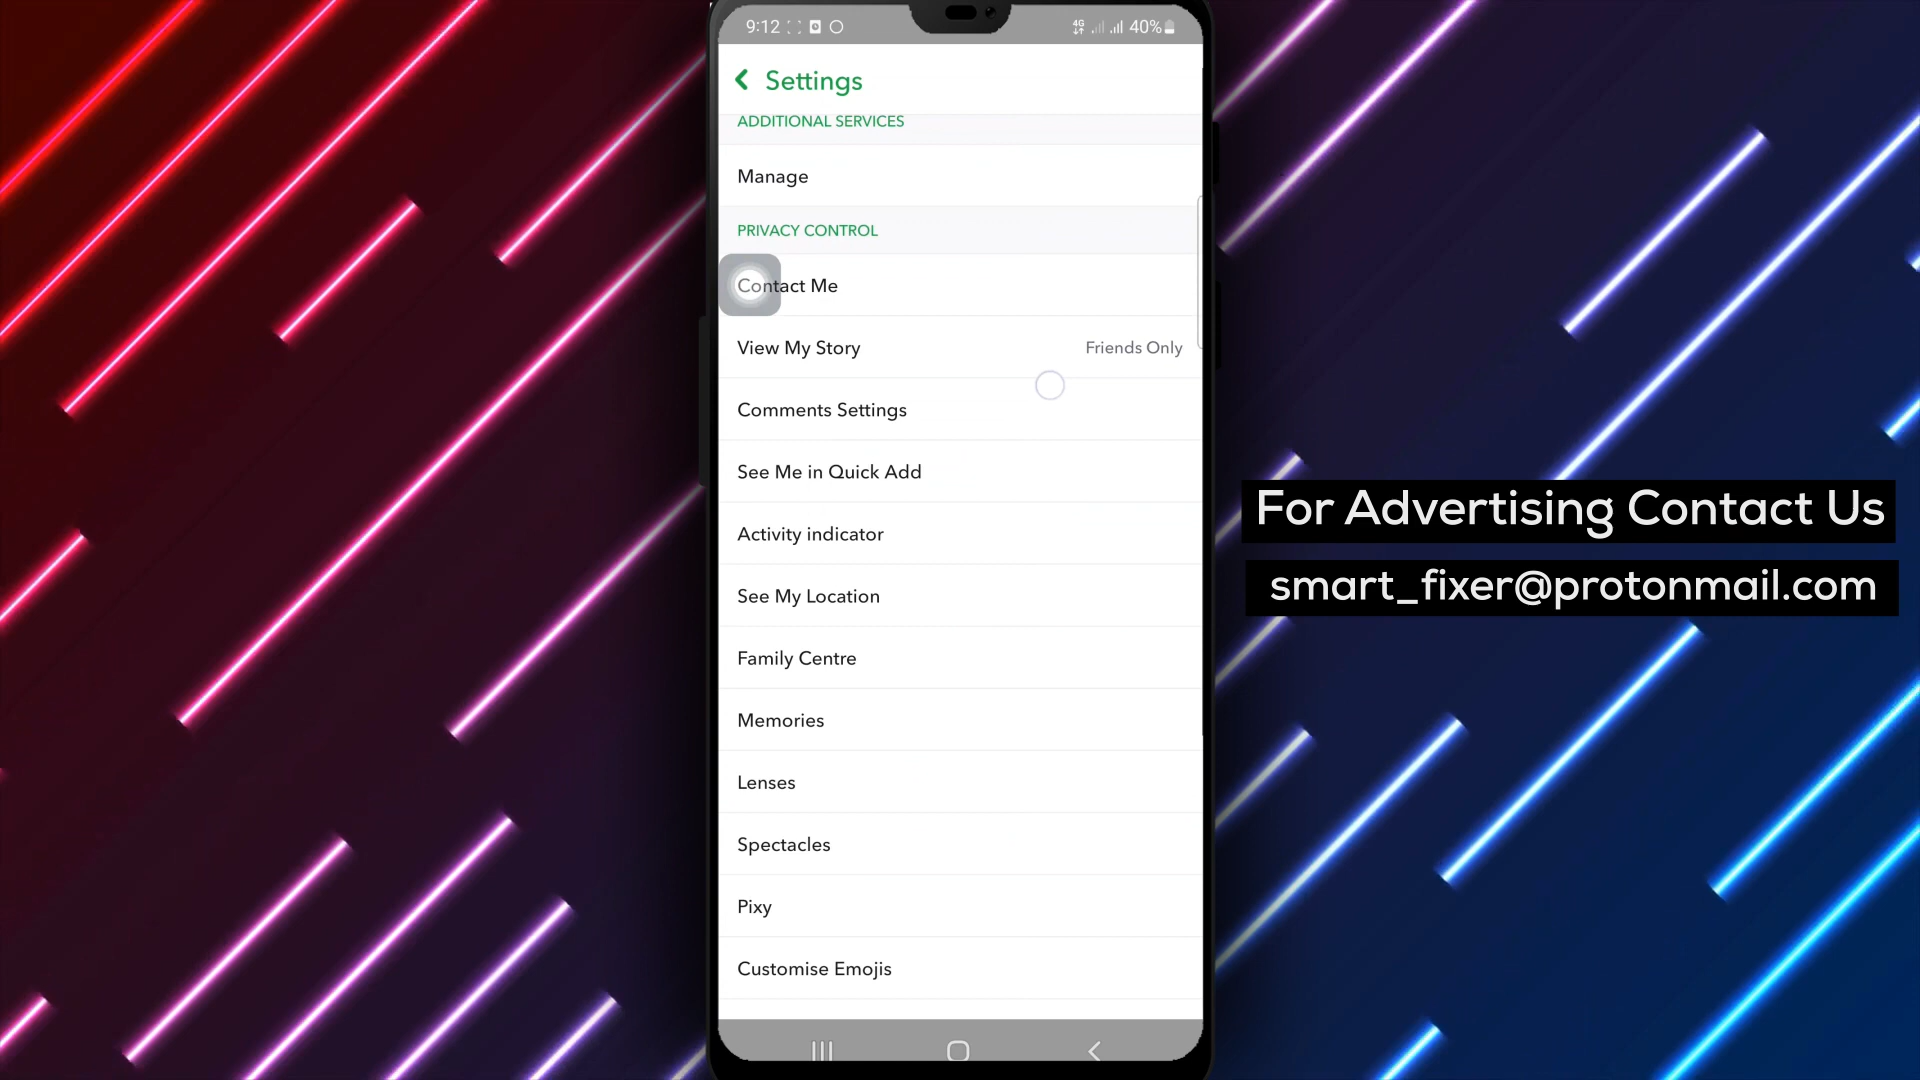 9:12
4G
40%
Settings
ADDITIONAL SERVICES
Manage
PRIVACY CONTROL
Contact Me
View My Story Friends Only
Comments Settings
See Me in Quick Add
Activity indicator
See My Location
Family Centre
Memories
Lenses
Spectacles
Pixy
Customise Emojis
For Advertising Contact Us
smart_fixer@protonmail.com